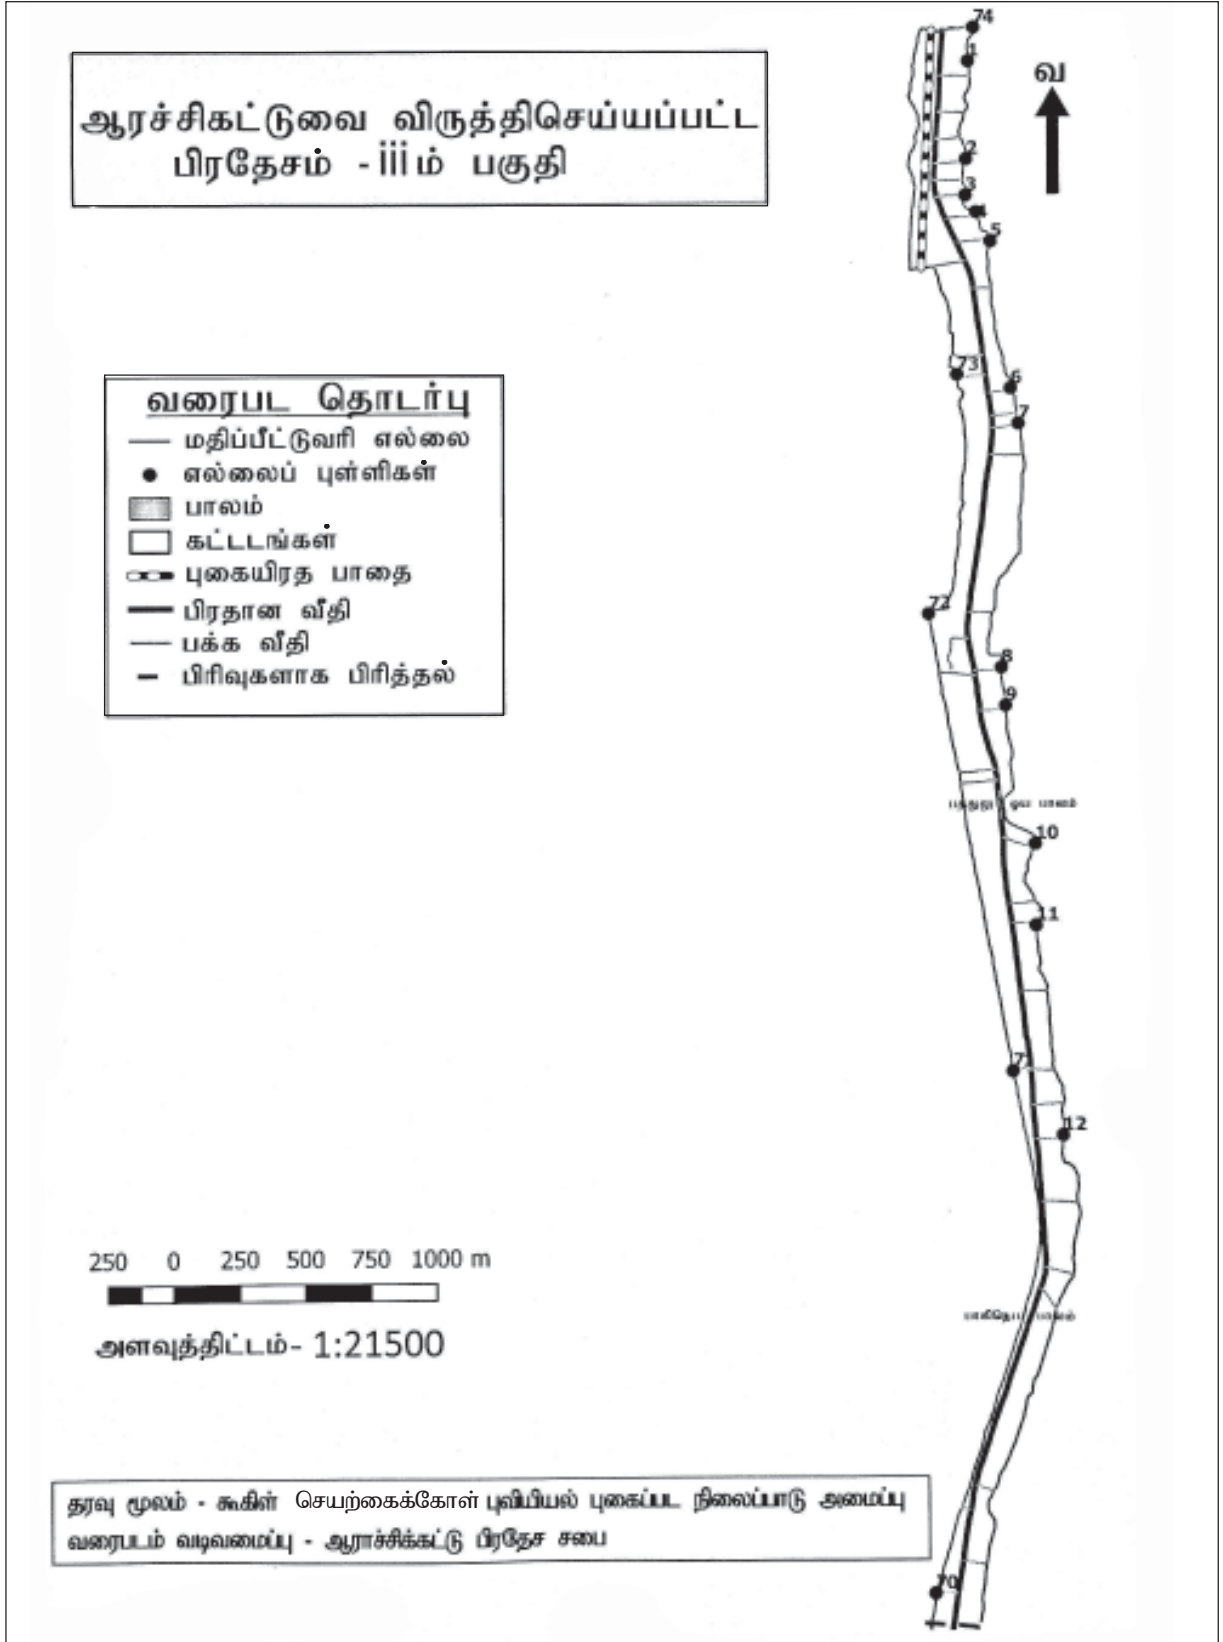 ஆரச்சிகட்டுவை விருத்திசெய்யப்பட்ட
பிரதேசம் - iiiம் பகுதி
வ
74
1
2
3
4
5
73
6
7
72
8
9
வரைபட தொடர்பு
மதிப்பீட்டுவரி எல்லை
எல்லைப் புள்ளிகள்
பாலம்
கட்டடங்கள்
புகையிரத பாதை
பிரதான வீதி
பக்க வீதி
பிரிவுகளாக பிரித்தல்
ஓய பாலம்
10
11
12
பாலம்
250 0 250 500 750 1000 m
அளவுத்திட்டம்- 1:21500
தரவு மூலம் - கூகிள் செயற்கைக்கோள் புவியியல் புகைப்பட நிலைப்பாடு அமைப்பு
வரைபடம் வடிவமைப்பு - ஆராச்சிக்கட்டு பிரதேச சபை
70